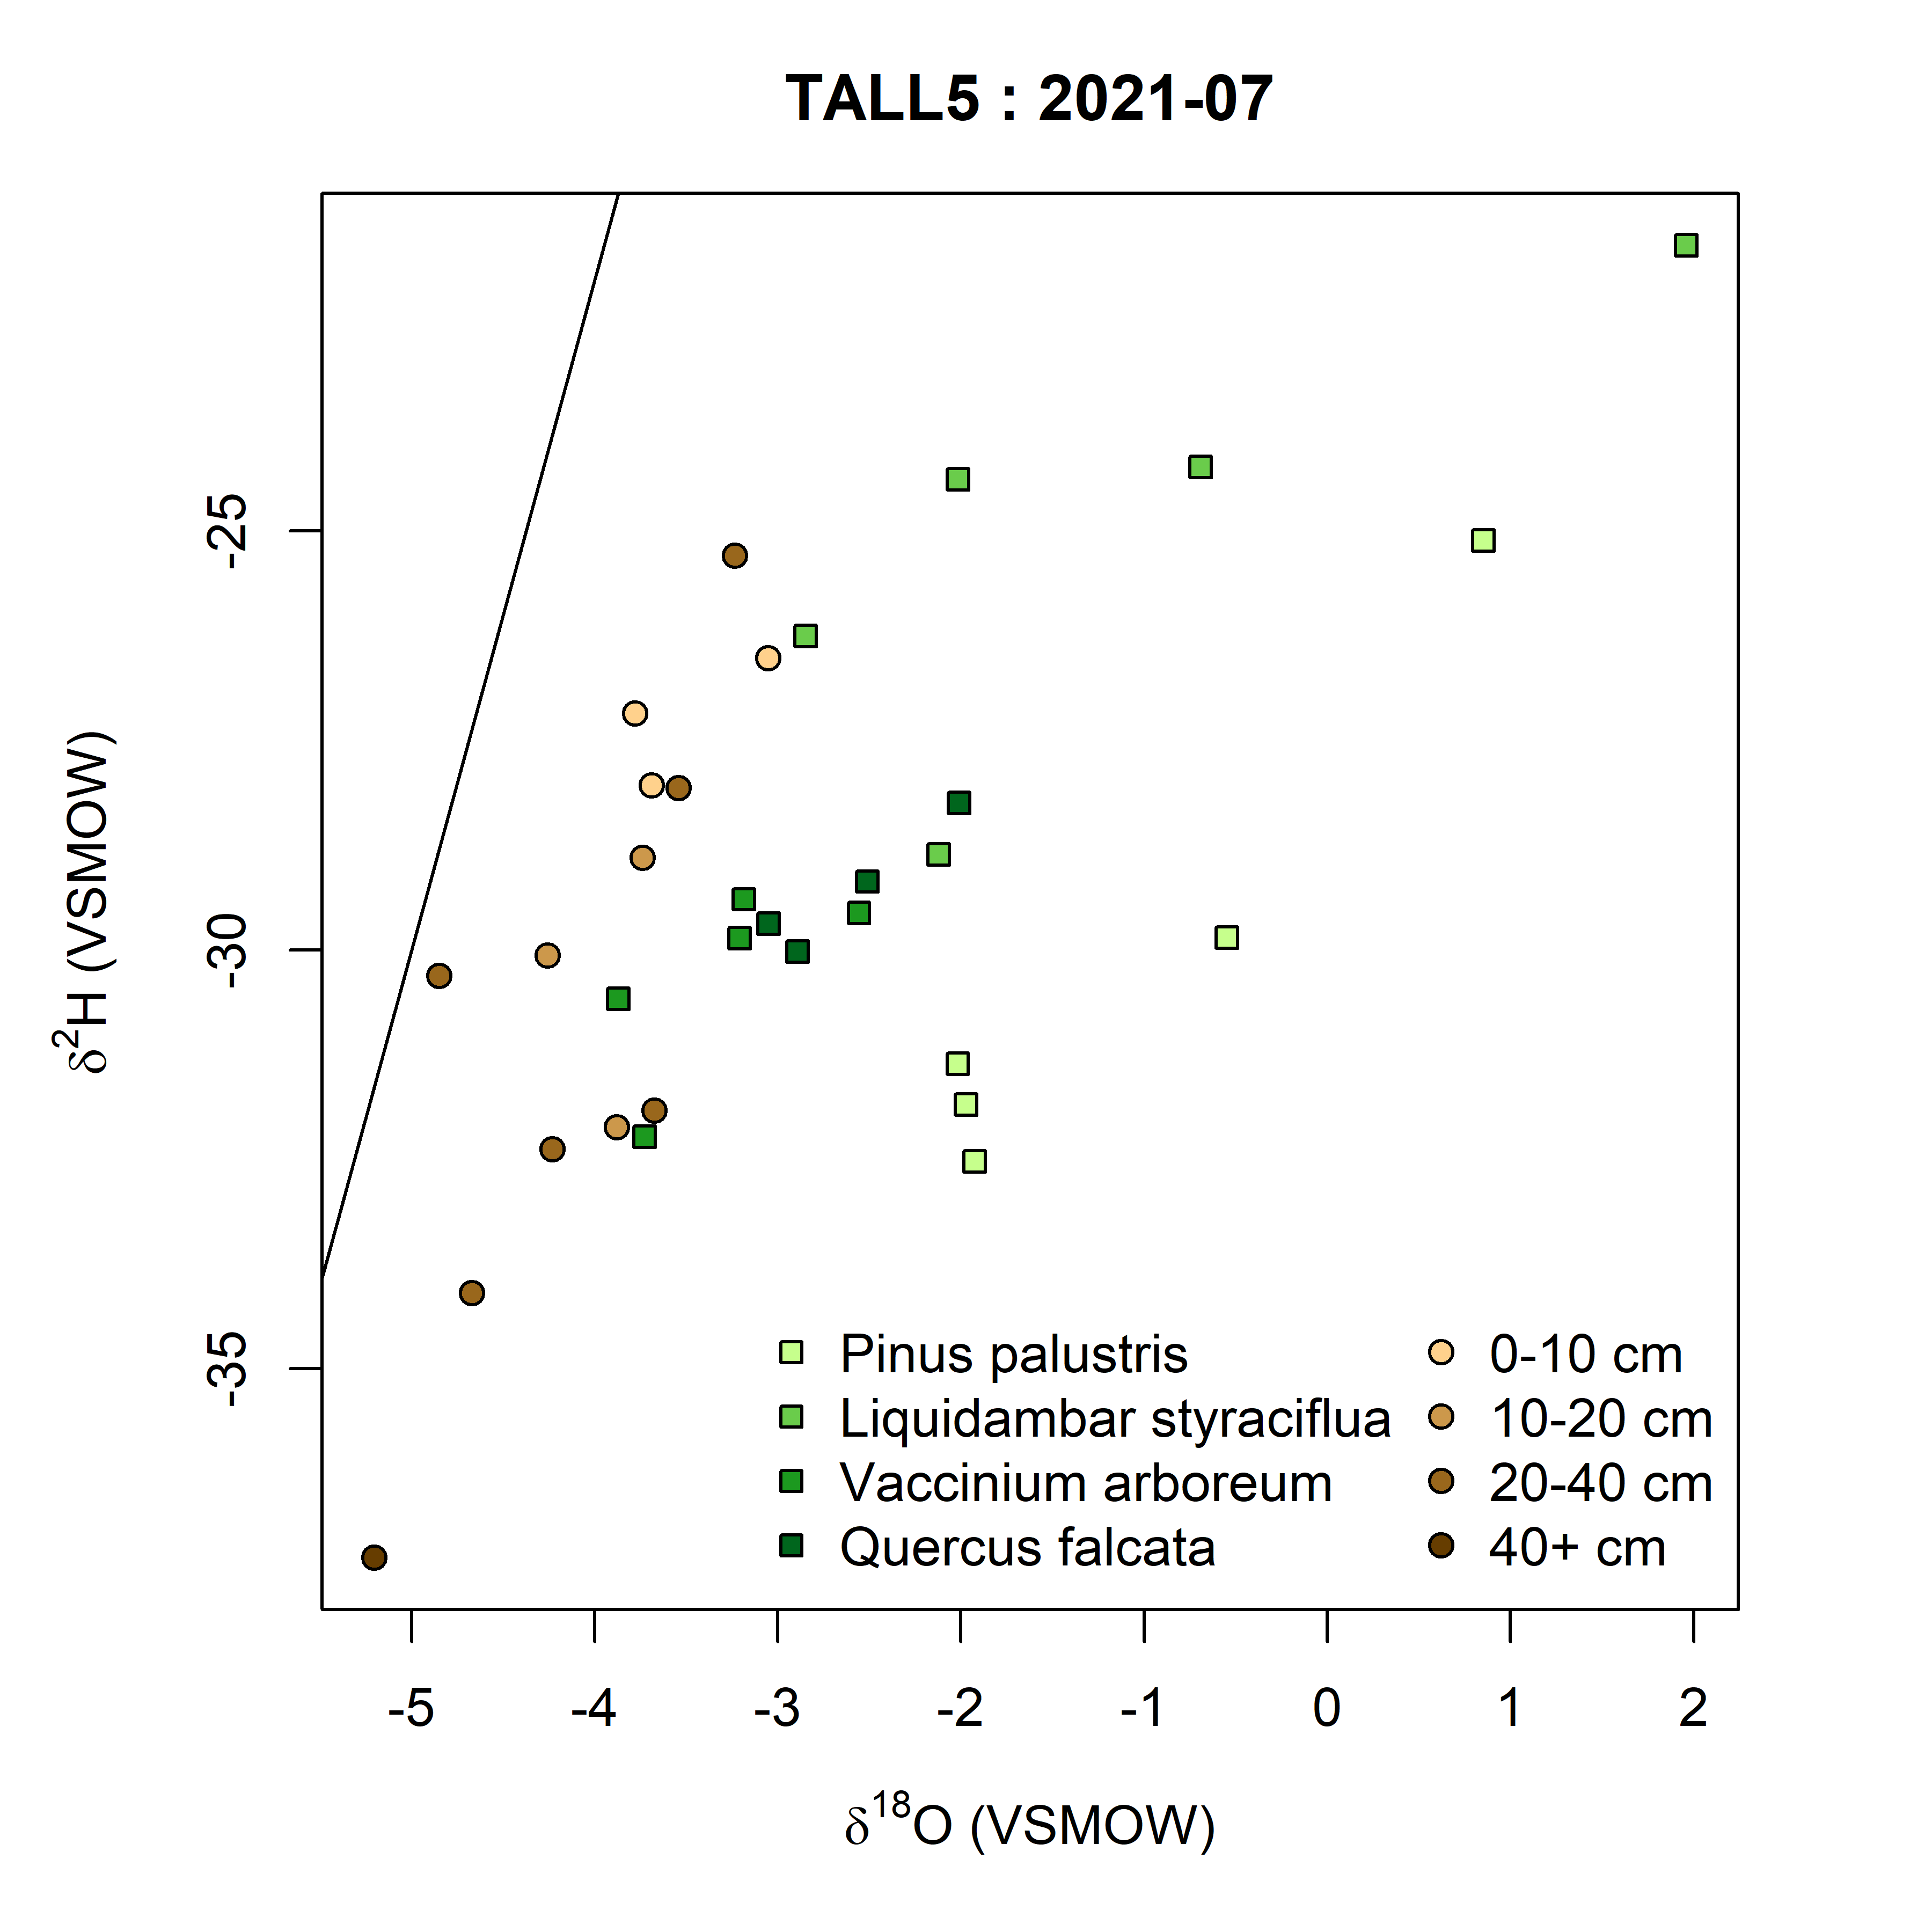 TALL5 : 2021-07
δ²H (VSMOW)
-25
-30
-35
Pinus palustris
Liquidambar styraciflua
Vaccinium arboreum
Quercus falcata
0-10 cm
10-20 cm
20-40 cm
40+ cm
-5 -4 -3 -2 -1 0 1 2
δ¹⁸O (VSMOW)